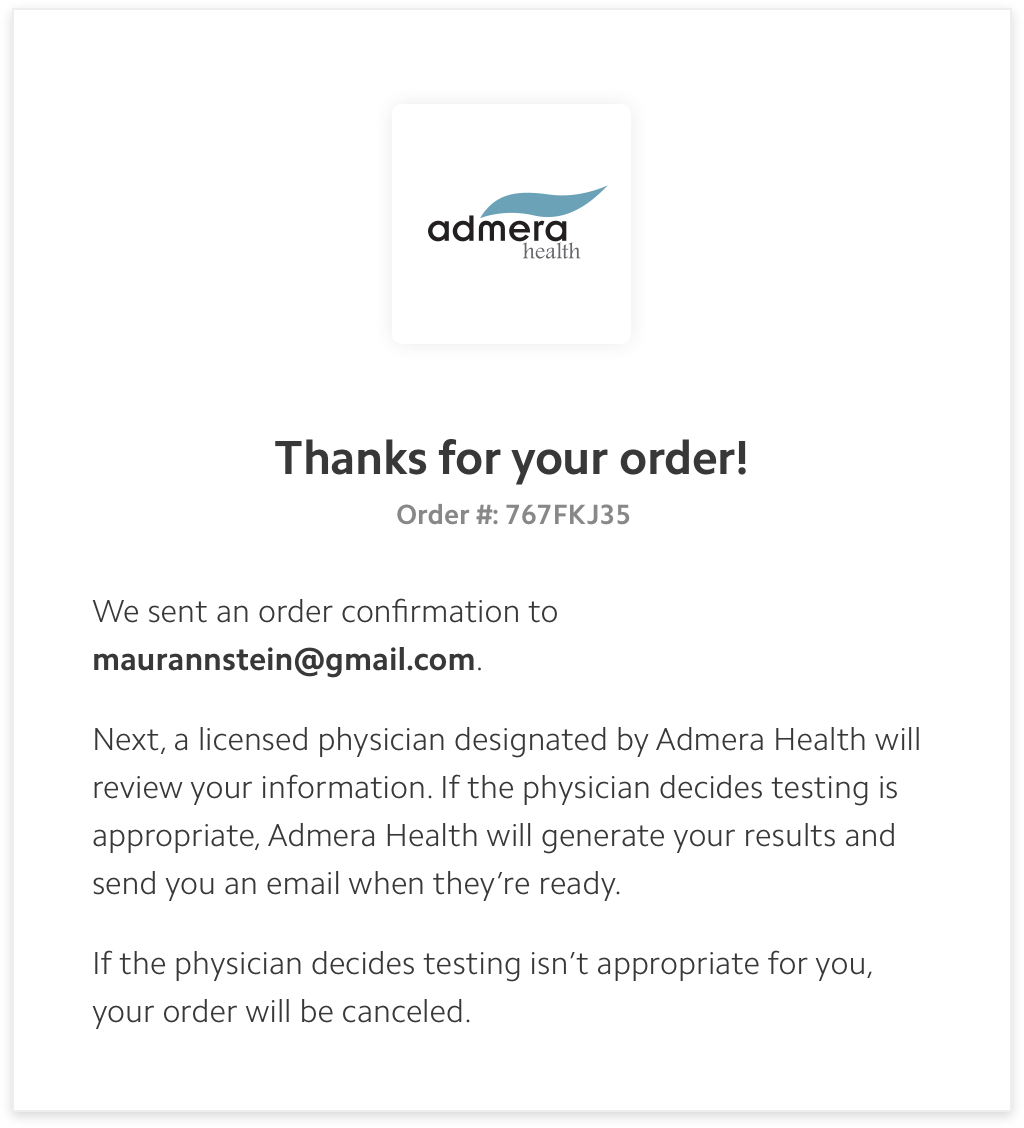 admera
health
Thanks for your order!
Order #: 767FKJ35
We sent an order confirmation to
maurannstein@gmail.com.
Next, a licensed physician designated by Admera Health will
review your information. If the physician decides testing is
appropriate, Admera Health will generate your results and
send you an email when they’re ready.
If the physician decides testing isn’t appropriate for you,
your order will be canceled.